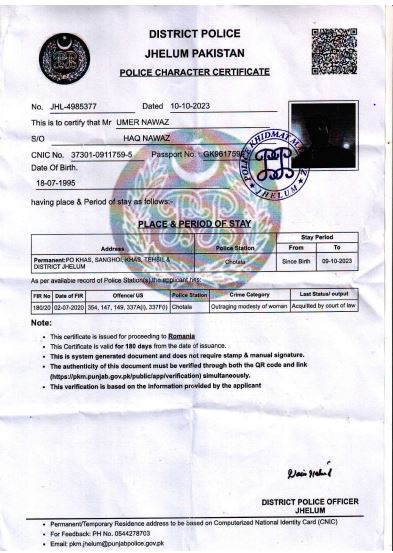 DISTRICT POLICE
JHELUM PAKISTAN
POLICE CHARACTER CERTIFICATE
No. JHL-4985377 Dated 10-10-2023
This is to certify that Mr UMER NAWAZ
S/O HAQ NAWAZ
CNIC No. 37301-0911759-5 Passport No.: GK9617595
Date Of Birth.
18-07-1995
having place & Period of stay as follows:-
POLICE KHIDMAT
JHELUM
PLACE & PERIOD OF STAY
Address Police Station Stay Period
From To
Permanent:PO KHAS, SANGHOI KHAS, TEHSIL & DISTRICT JHELUM Chotala Since Birth 09-10-2023
As per available record of Police Station(s),the applicant has:
FIR No Date of FIR Offence/ US Police Station Crime Category Last Status/ output
180/20 02-07-2020 354, 147, 149, 337A(i), 337F(i) Chotala Outraging modesty of woman Acquitted by court of law
Note:
• This certificate is issued for proceeding to Romania
• This Certificate is valid for 180 days from the date of issuance.
• This is system generated document and does not require stamp & manual signature.
• The authenticity of this document must be verified through both the QR code and link
(https://pkm.punjab.gov.pk/public/app/verification) simultaneously.
• This verification is based on the information provided by the applicant
DISTRICT POLICE OFFICER
JHELUM
• Permanent/Temporary Residence address to be based on Computerized National Identity Card (CNIC)
• For Feedback: PH No. 0544278703
• Email: pkm.jhelum@punjabpolice.gov.pk